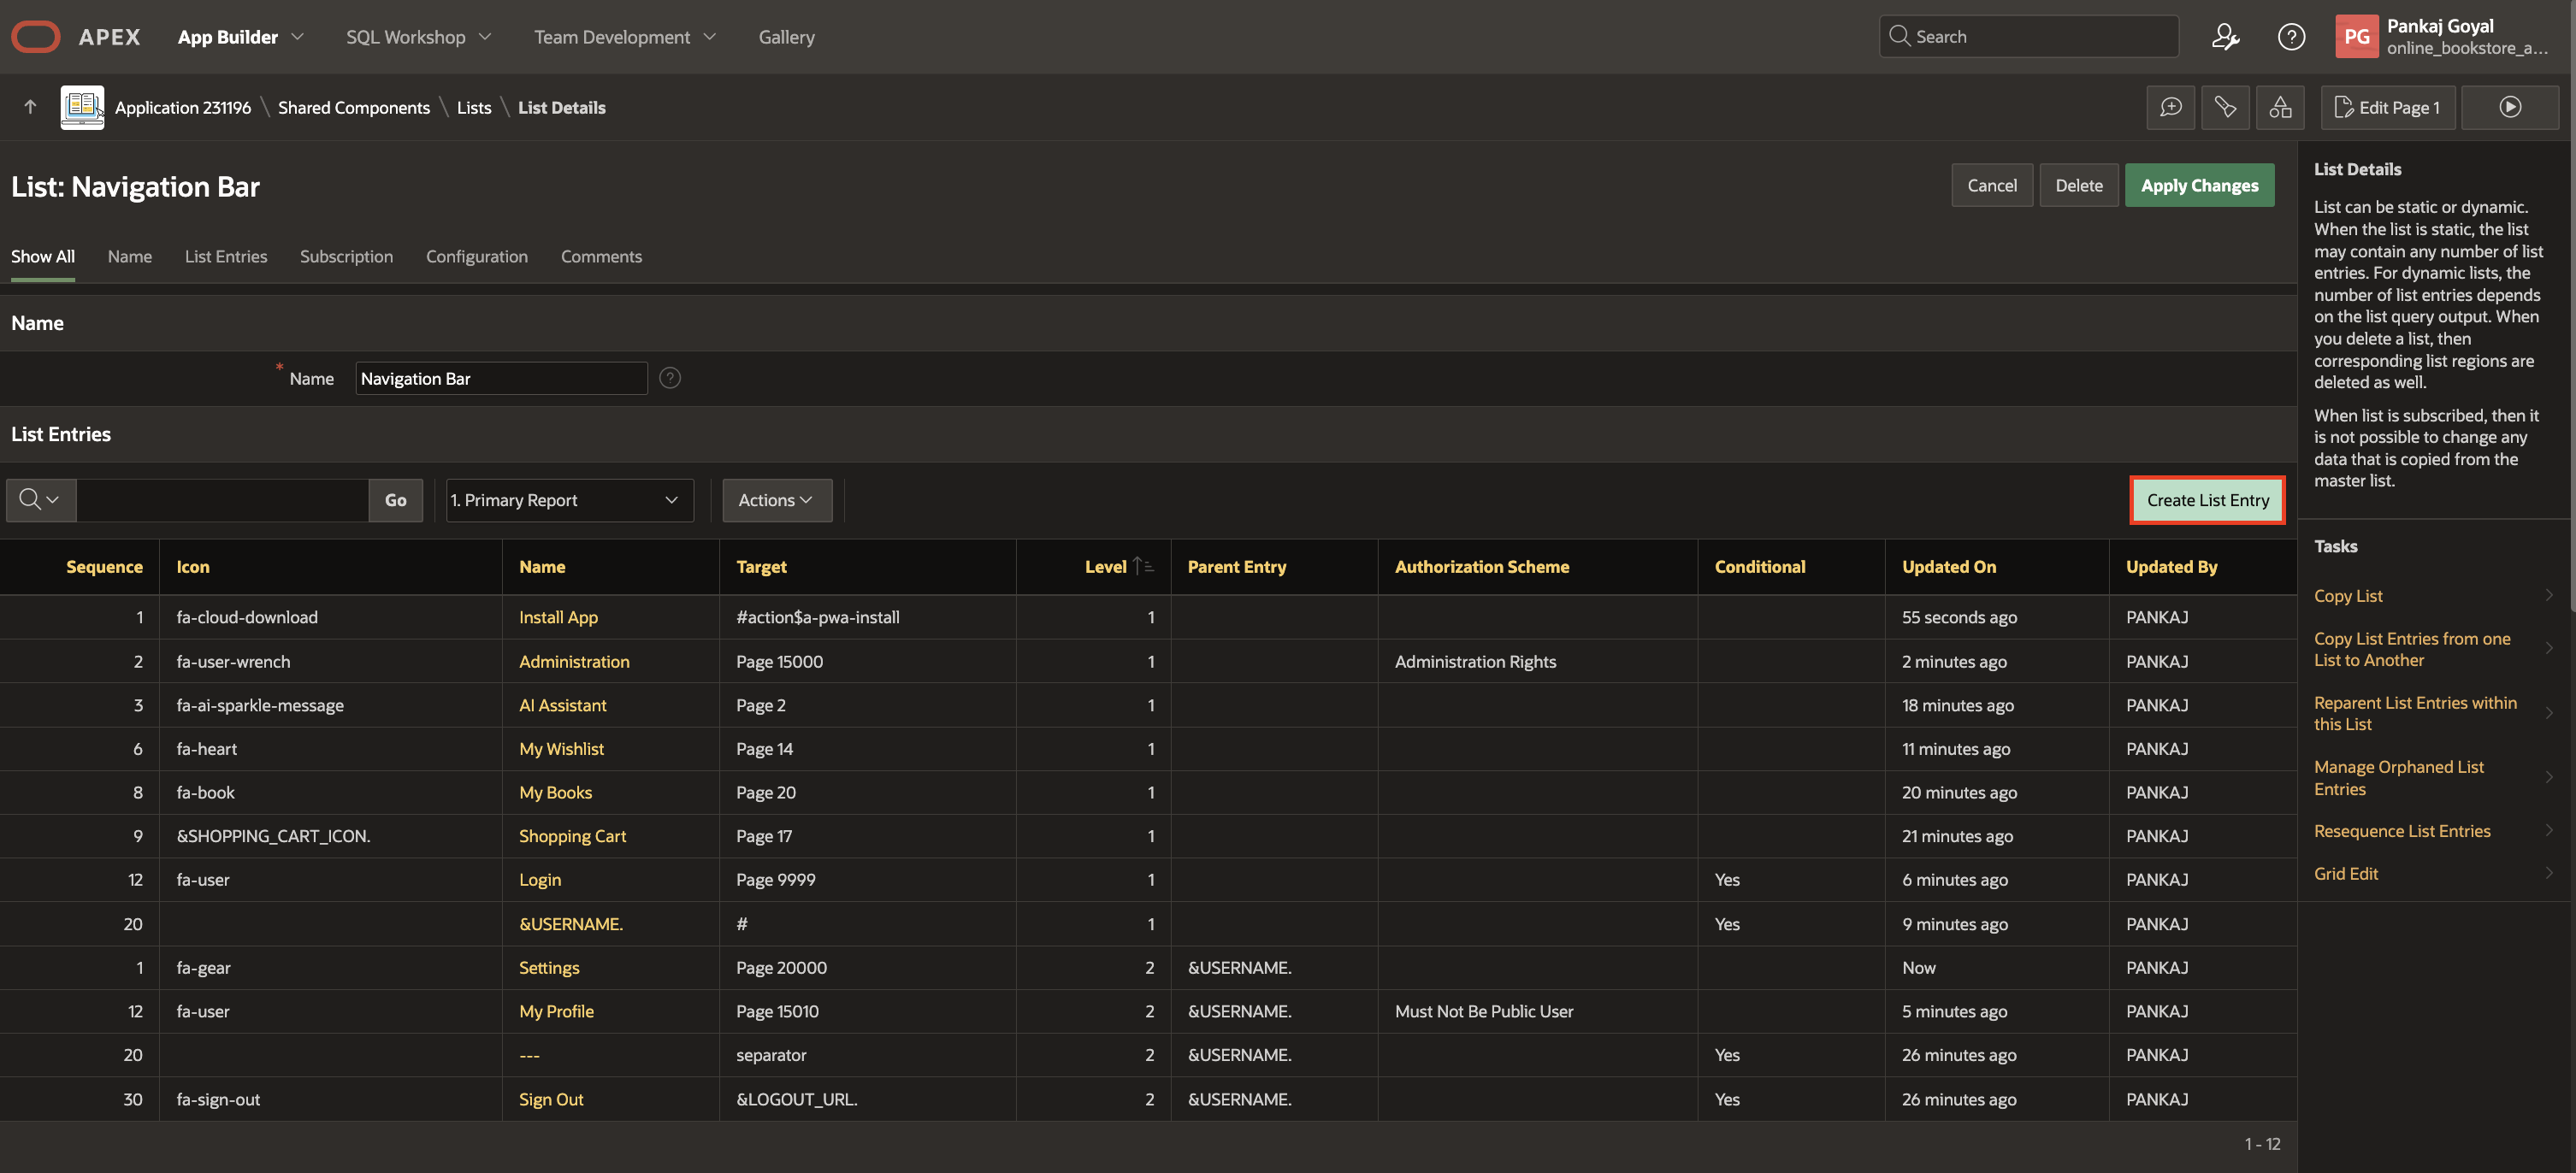 APEX App Builder SQL Workshop Team Development Gallery Search PG Pankaj Goyal
online_bookstore_a...
Application 231196 \ Shared Components \ Lists \ List Details Edit Page 1
List: Navigation Bar Cancel Delete Apply Changes
Show All Name List Entries Subscription Configuration Comments
Name
* Name Navigation Bar ?
List Entries
Go 1. Primary Report Actions Create List Entry
Sequence Icon Name Target Level Parent Entry Authorization Scheme Conditional Updated On Updated By
1 fa-cloud-download Install App #action$a-pwa-install 1 55 seconds ago PANKAJ
2 fa-user-wrench Administration Page 15000 1 Administration Rights 2 minutes ago PANKAJ
3 fa-ai-sparkle-message AI Assistant Page 2 1 18 minutes ago PANKAJ
6 fa-heart My Wishlist Page 14 1 11 minutes ago PANKAJ
8 fa-book My Books Page 20 1 20 minutes ago PANKAJ
9 &SHOPPING_CART_ICON. Shopping Cart Page 17 1 21 minutes ago PANKAJ
12 fa-user Login Page 9999 1 Yes 6 minutes ago PANKAJ
20 &USERNAME. # 1 Yes 9 minutes ago PANKAJ
1 fa-gear Settings Page 20000 2 &USERNAME. Now PANKAJ
12 fa-user My Profile Page 15010 2 &USERNAME. Must Not Be Public User 5 minutes ago PANKAJ
20 --- separator 2 &USERNAME. Yes 26 minutes ago PANKAJ
30 fa-sign-out Sign Out &LOGOUT_URL. 2 &USERNAME. Yes 26 minutes ago PANKAJ
1 - 12
List Details
List can be static or dynamic.
When the list is static, the list
may contain any number of list
entries. For dynamic lists, the
number of list entries depends
on the list query output. When
you delete a list, then
corresponding list regions are
deleted as well.
When list is subscribed, then it
is not possible to change any
data that is copied from the
master list.
Tasks
Copy List
Copy List Entries from one
List to Another
Reparent List Entries within
this List
Manage Orphaned List
Entries
Resequence List Entries
Grid Edit